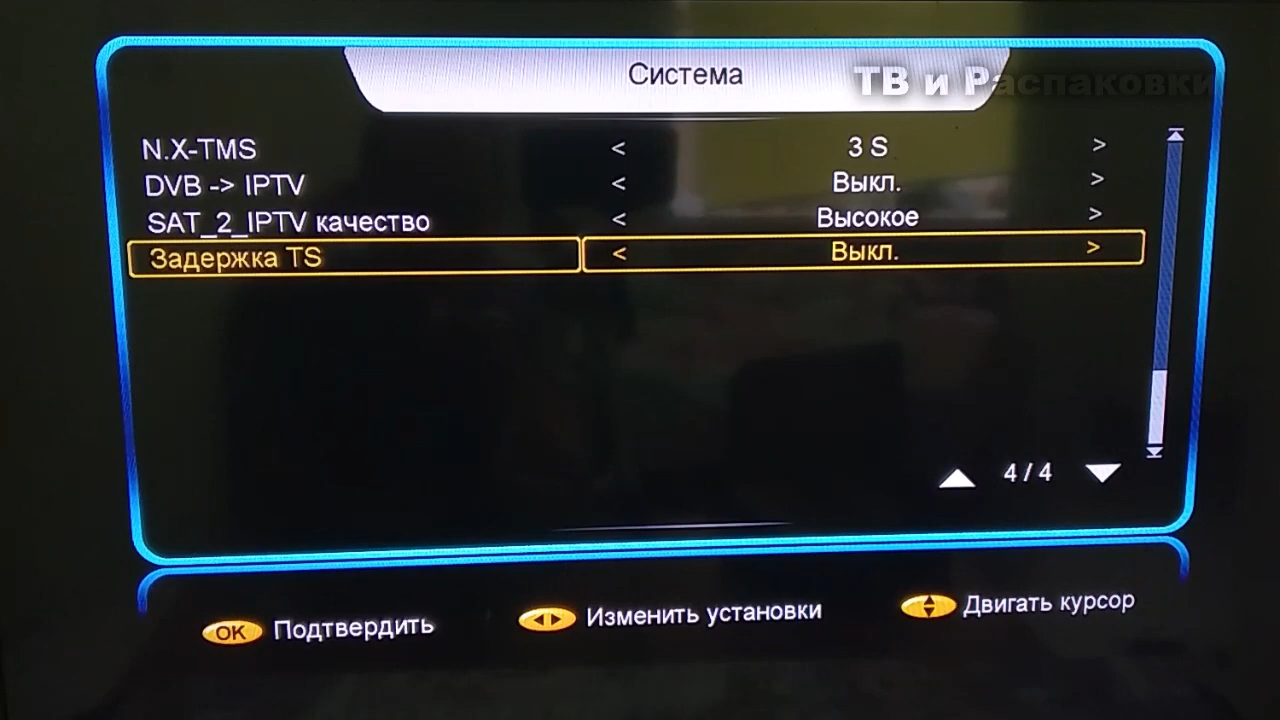 Система
ТВ и Распаковки
N.X-TMS < 3 S >
DVB -> IPTV < Выкл. >
SAT_2_IPTV качество < Высокое >
Задержка TS < Выкл. >
4 / 4
OK Подтвердить Изменить установки Двигать курсор